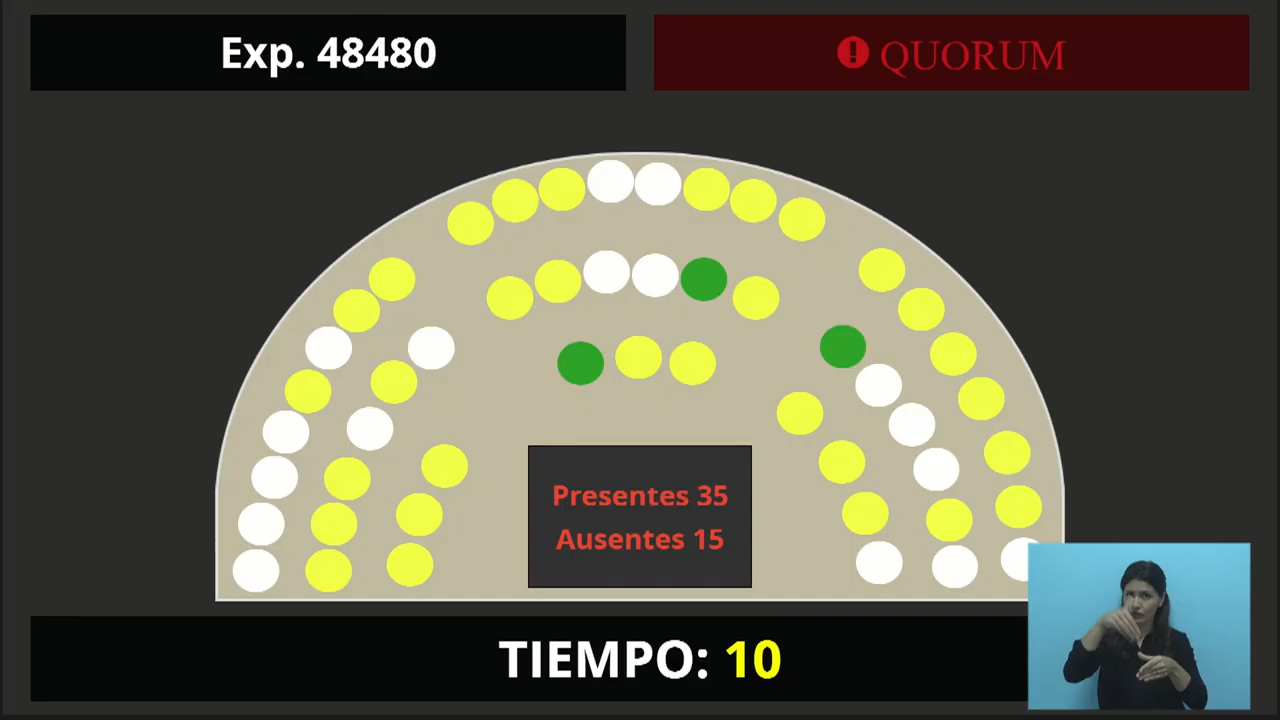 Exp. 48480
QUORUM
Presentes 35
Ausentes 15
TIEMPO: 10